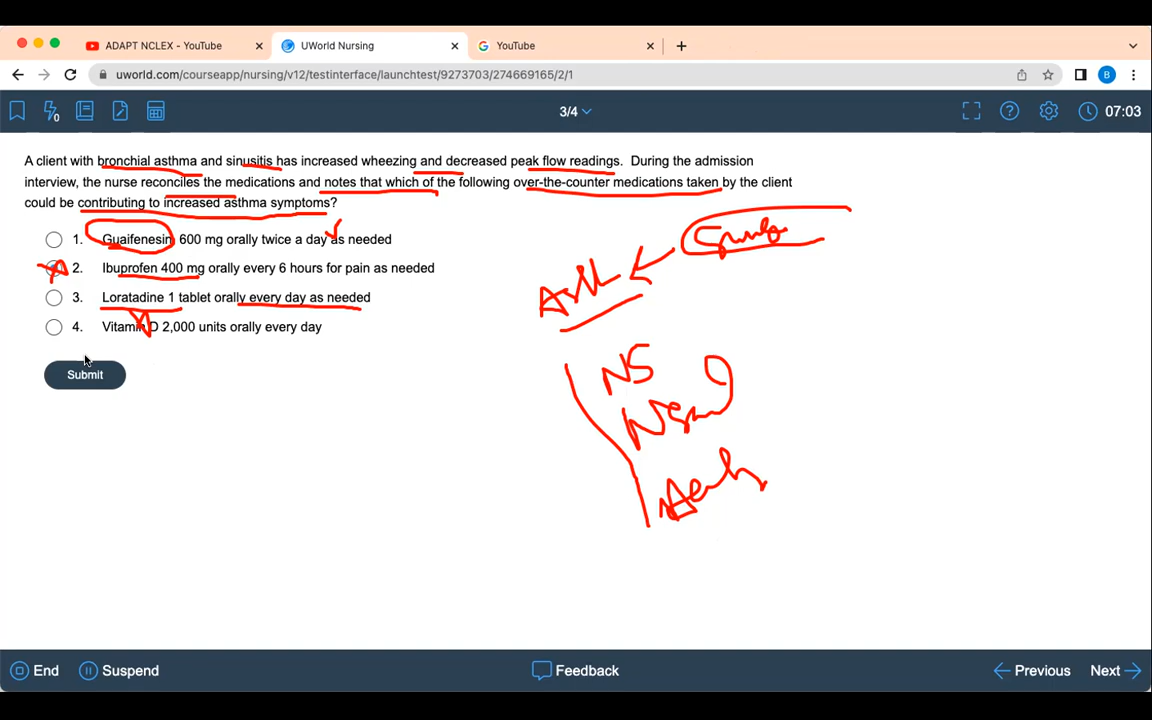 ADAPT NCLEX - YouTube
UWorld Nursing
YouTube
uworld.com/courseapp/nursing/v12/testinterface/launchtest/9273703/274669165/2/1
B
0
3/4
07:03
A client with bronchial asthma and sinusitis has increased wheezing and decreased peak flow readings. During the admission
interview, the nurse reconciles the medications and notes that which of the following over-the-counter medications taken by the client
could be contributing to increased asthma symptoms?
1. Guaifenesin 600 mg orally twice a day as needed
2. Ibuprofen 400 mg orally every 6 hours for pain as needed
3. Loratadine 1 tablet orally every day as needed
4. Vitamin D 2,000 units orally every day
Submit
NS
End
Suspend
Feedback
Previous
Next